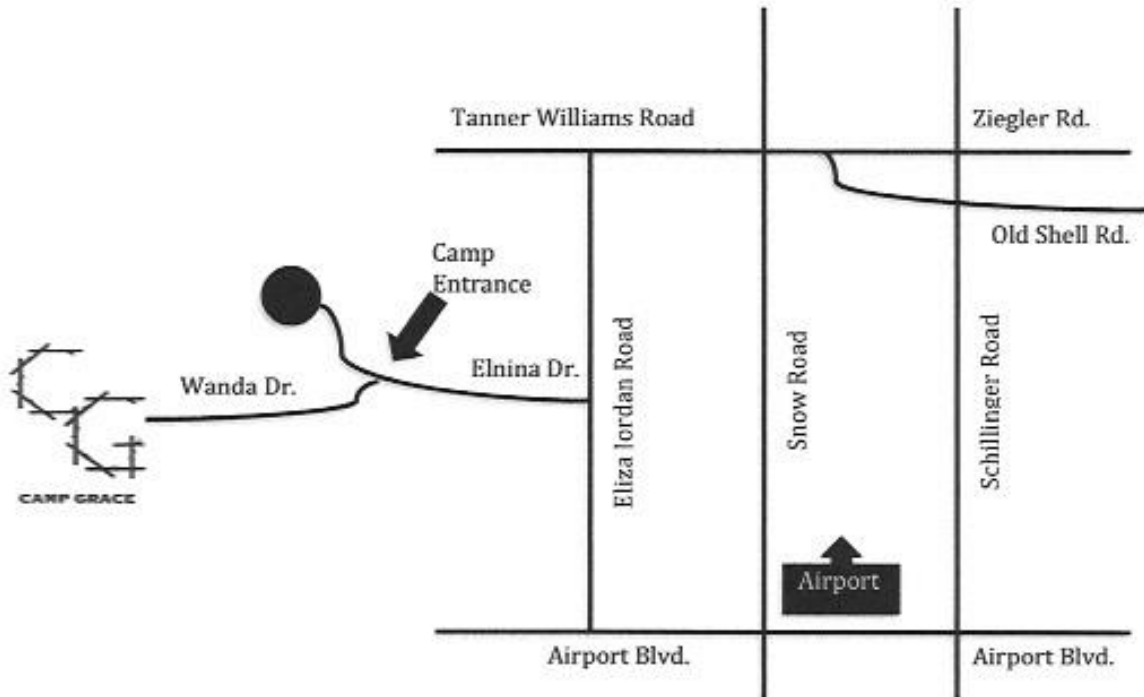 Tanner Williams Road
Ziegler Rd.
Old Shell Rd.
Camp
Entrance
Wanda Dr.
Elnina Dr.
Eliza Jordan Road
Snow Road
Schillinger Road
CAMP GRACE
Airport
Airport Blvd.
Airport Blvd.